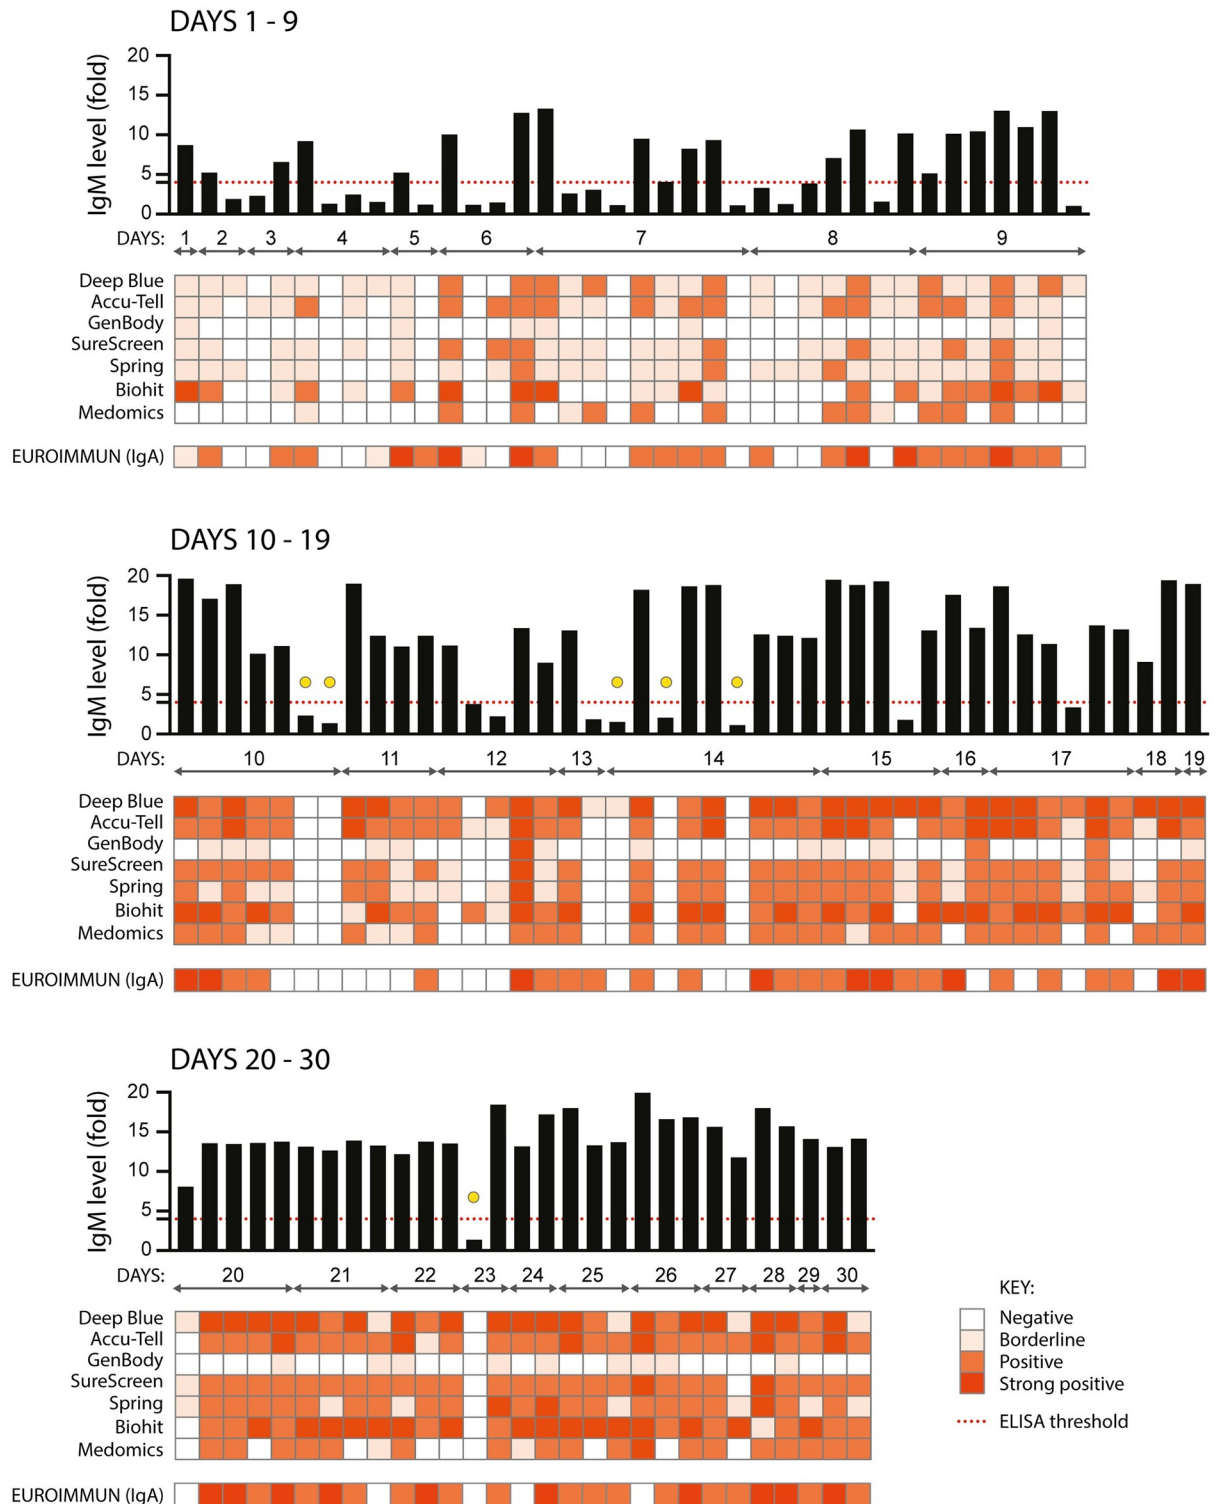 DAYS 1 - 9
IgM level (fold)
20
15
10
5
0
DAYS: 1 2 3 4 5 6 7 8 9
Deep Blue
Accu-Tell
GenBody
SureScreen
Spring
Biohit
Medomics
EUROIMMUN (IgA)
DAYS 10 - 19
IgM level (fold)
20
15
10
5
0
DAYS: 10 11 12 13 14 15 16 17 18 19
Deep Blue
Accu-Tell
GenBody
SureScreen
Spring
Biohit
Medomics
EUROIMMUN (IgA)
DAYS 20 - 30
IgM level (fold)
20
15
10
5
0
DAYS: 20 21 22 23 24 25 26 27 28 29 30
Deep Blue
Accu-Tell
GenBody
SureScreen
Spring
Biohit
Medomics
EUROIMMUN (IgA)
KEY:
Negative
Borderline
Positive
Strong positive
ELISA threshold